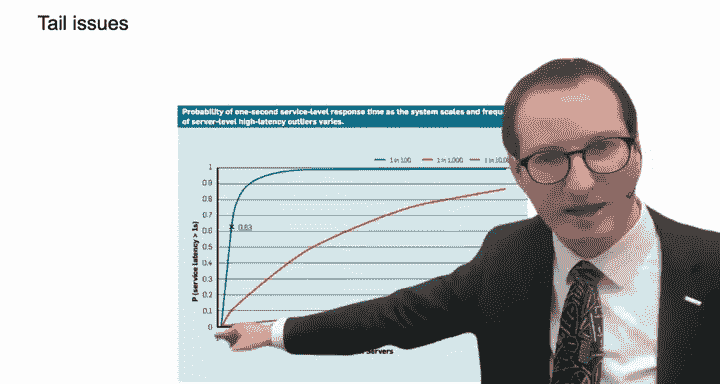 Tail issues
Probability of one-second service-level response time as the system scales and
of server-level high-latency outliers varies.
1 in 100
1 in 1,000
1
0.9
0.8
0.7
0.6
0.63
0.5
0.4
0.3
0.2
0.1
0
P (service latency > 1s)
Servers